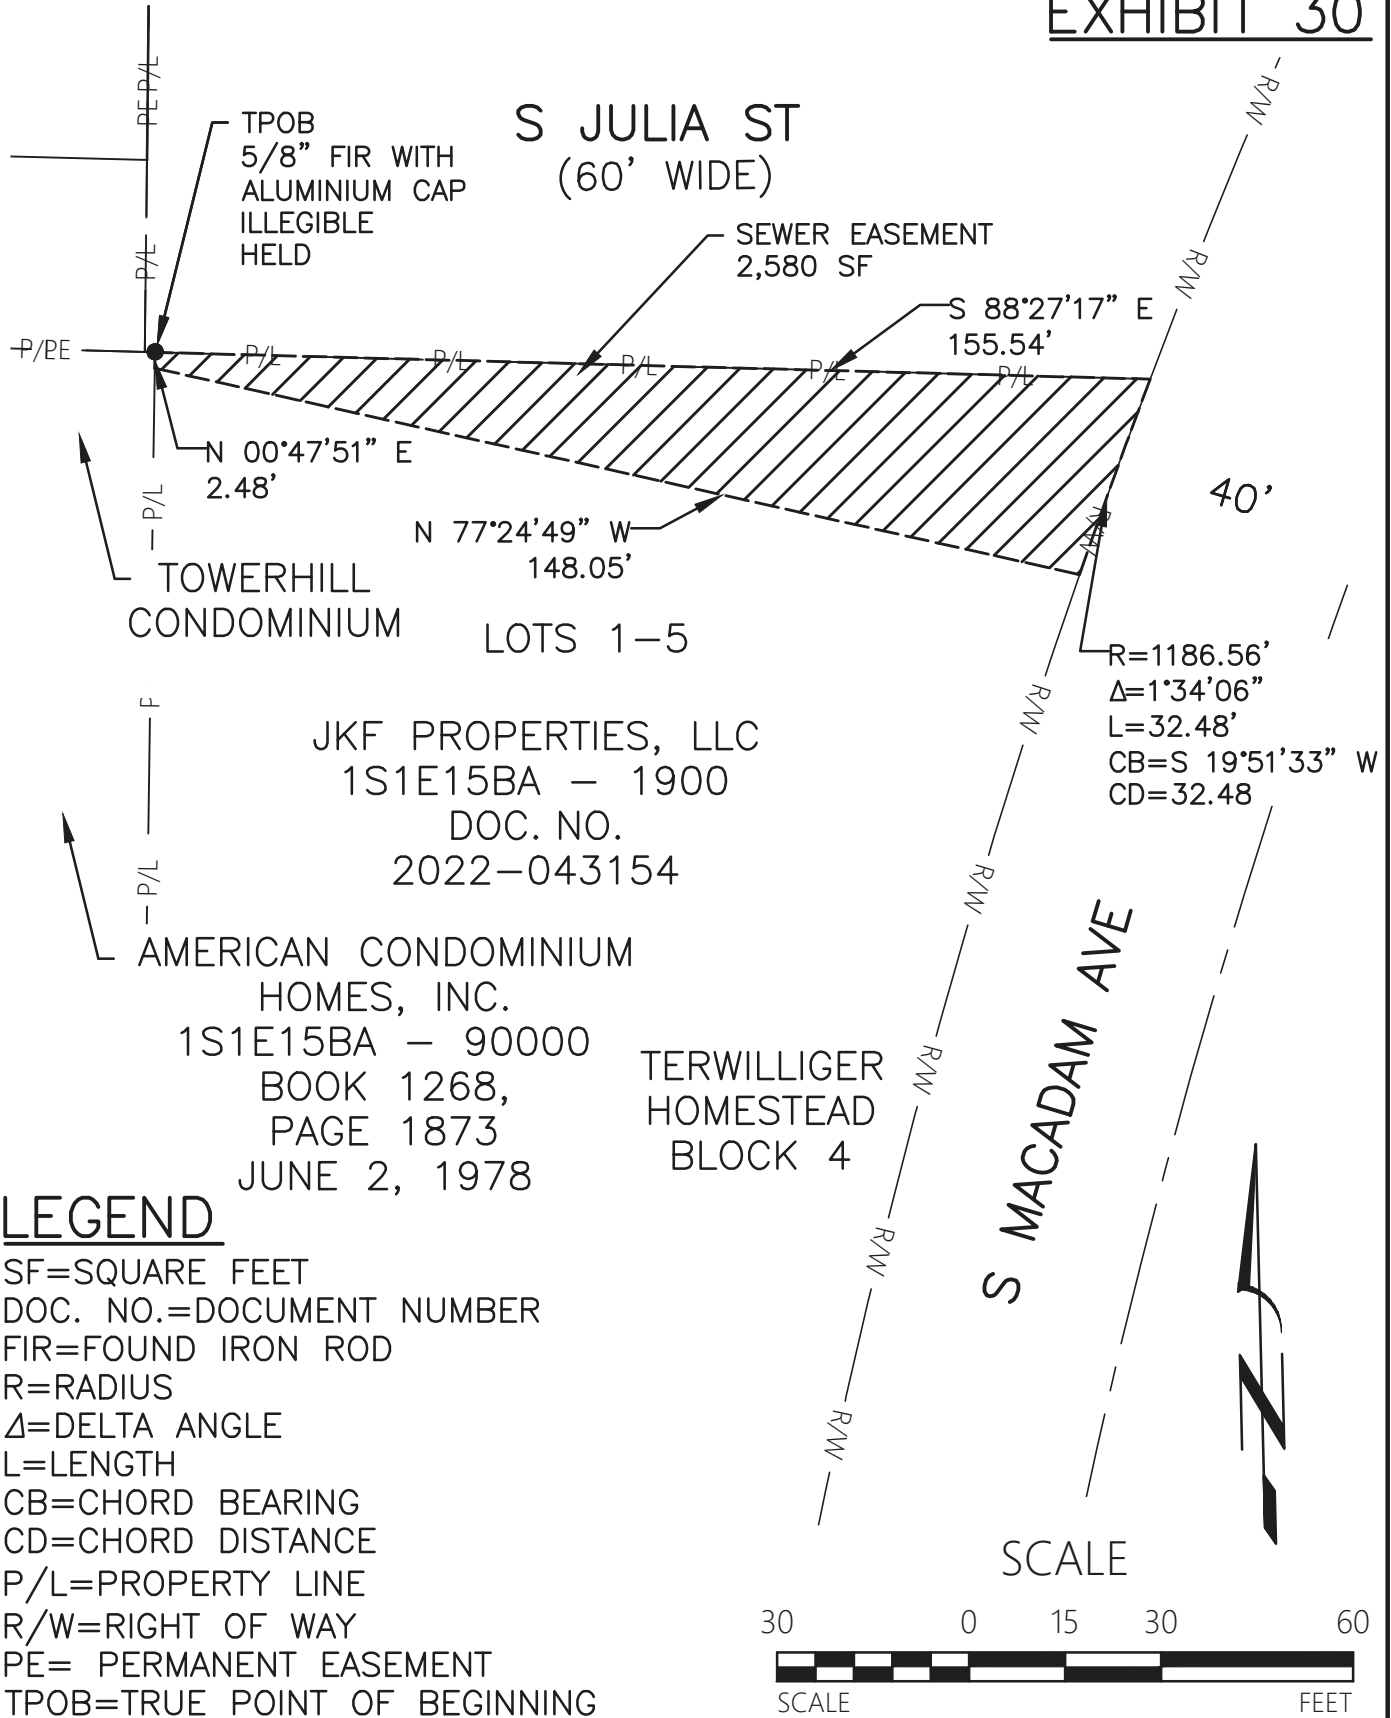 EXHIBIT 30
PE P/L
TPOB
5/8" FIR WITH
ALUMINIUM CAP
ILLEGIBLE
HELD
S JULIA ST
(60' WIDE)
R/W
P/L
SEWER EASEMENT
2,580 SF
R/W
S 88°27'17" E
155.54'
P/PE
P/L
P/L
P/L
P/L
P/L
N 00°47'51" E
2.48'
P/L
40'
N 77°24'49" W
148.05'
R/W
TOWERHILL
CONDOMINIUM
LOTS 1-5
R=1186.56'
Δ=1°34'06"
L=32.48'
CB=S 19°51'33" W
CD=32.48
P
R/W
JKF PROPERTIES, LLC
1S1E15BA - 1900
DOC. NO.
2022-043154
P/L
R/W
AMERICAN CONDOMINIUM
HOMES, INC.
1S1E15BA - 90000
BOOK 1268,
PAGE 1873
JUNE 2, 1978
TERWILLIGER
HOMESTEAD
BLOCK 4
R/W
S MACADAM AVE
R/W
R/W
N
LEGEND
SF=SQUARE FEET
DOC. NO.=DOCUMENT NUMBER
FIR=FOUND IRON ROD
R=RADIUS
Δ=DELTA ANGLE
L=LENGTH
CB=CHORD BEARING
CD=CHORD DISTANCE
P/L=PROPERTY LINE
R/W=RIGHT OF WAY
PE= PERMANENT EASEMENT
TPOB=TRUE POINT OF BEGINNING
SCALE
30 0 15 30 60
SCALE FEET